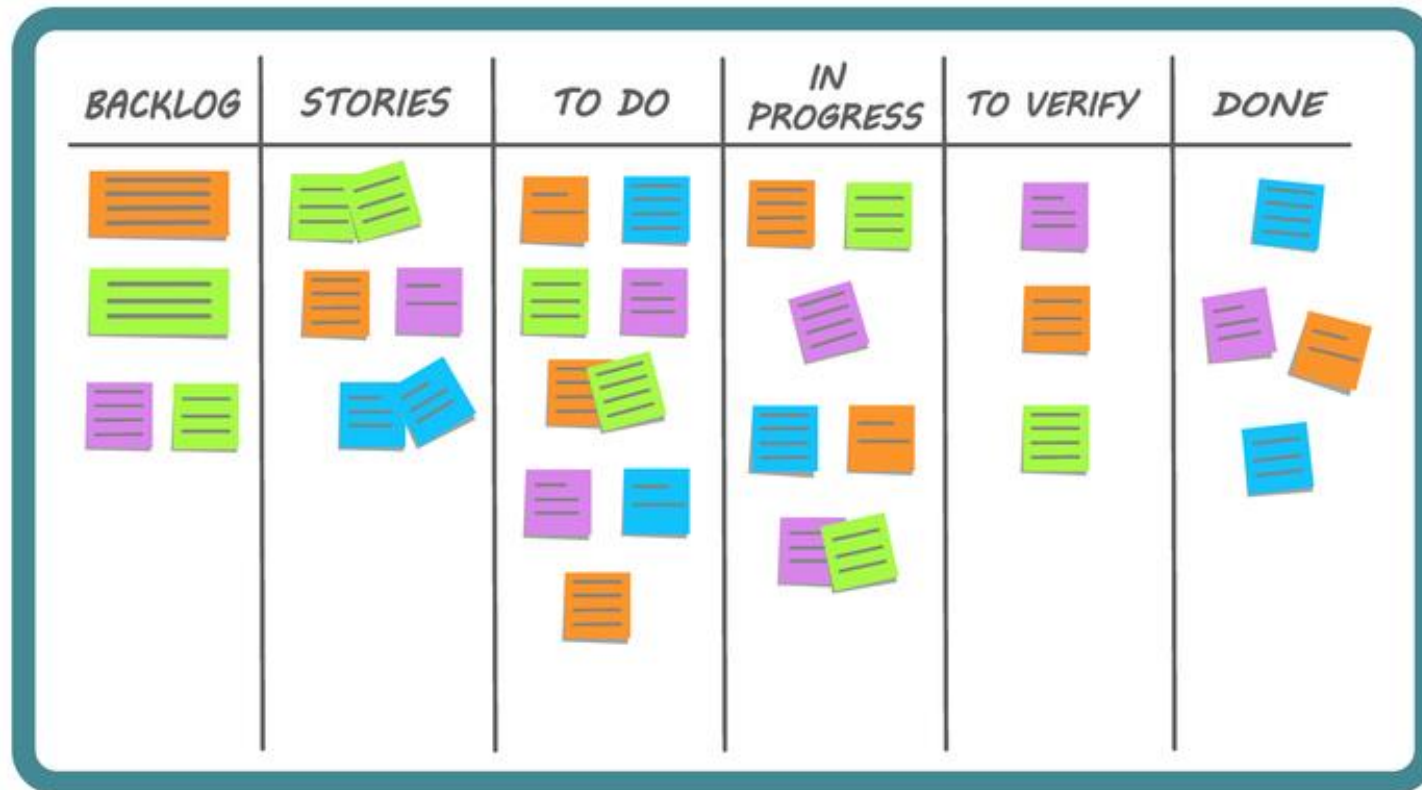 BACKLOG
STORIES
TO DO
IN
PROGRESS
TO VERIFY
DONE